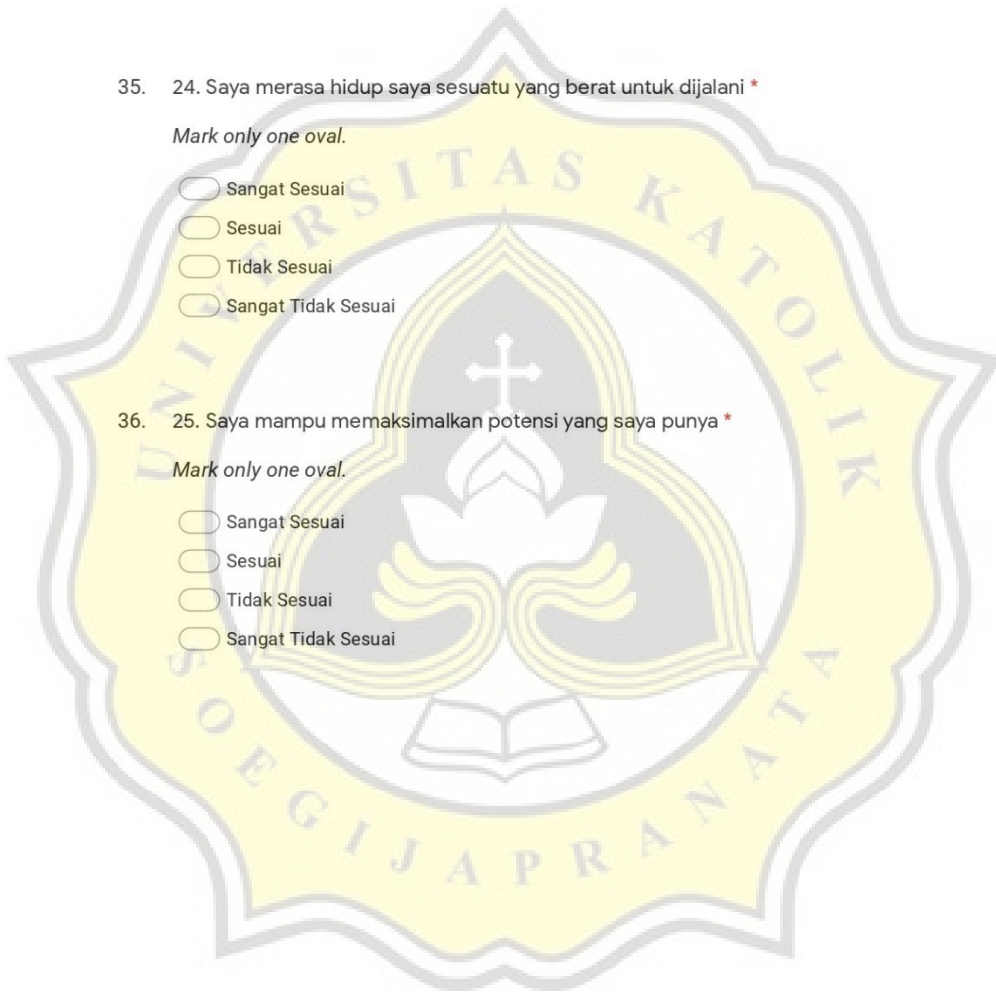 35. 24. Saya merasa hidup saya sesuatu yang berat untuk dijalani *
Mark only one oval.
Sangat Sesuai
Sesuai
Tidak Sesuai
Sangat Tidak Sesuai
36. 25. Saya mampu memaksimalkan potensi yang saya punya *
Mark only one oval.
Sangat Sesuai
Sesuai
Tidak Sesuai
Sangat Tidak Sesuai
UNIVERSITAS KATOLIK
SOEGIJAPRANATA